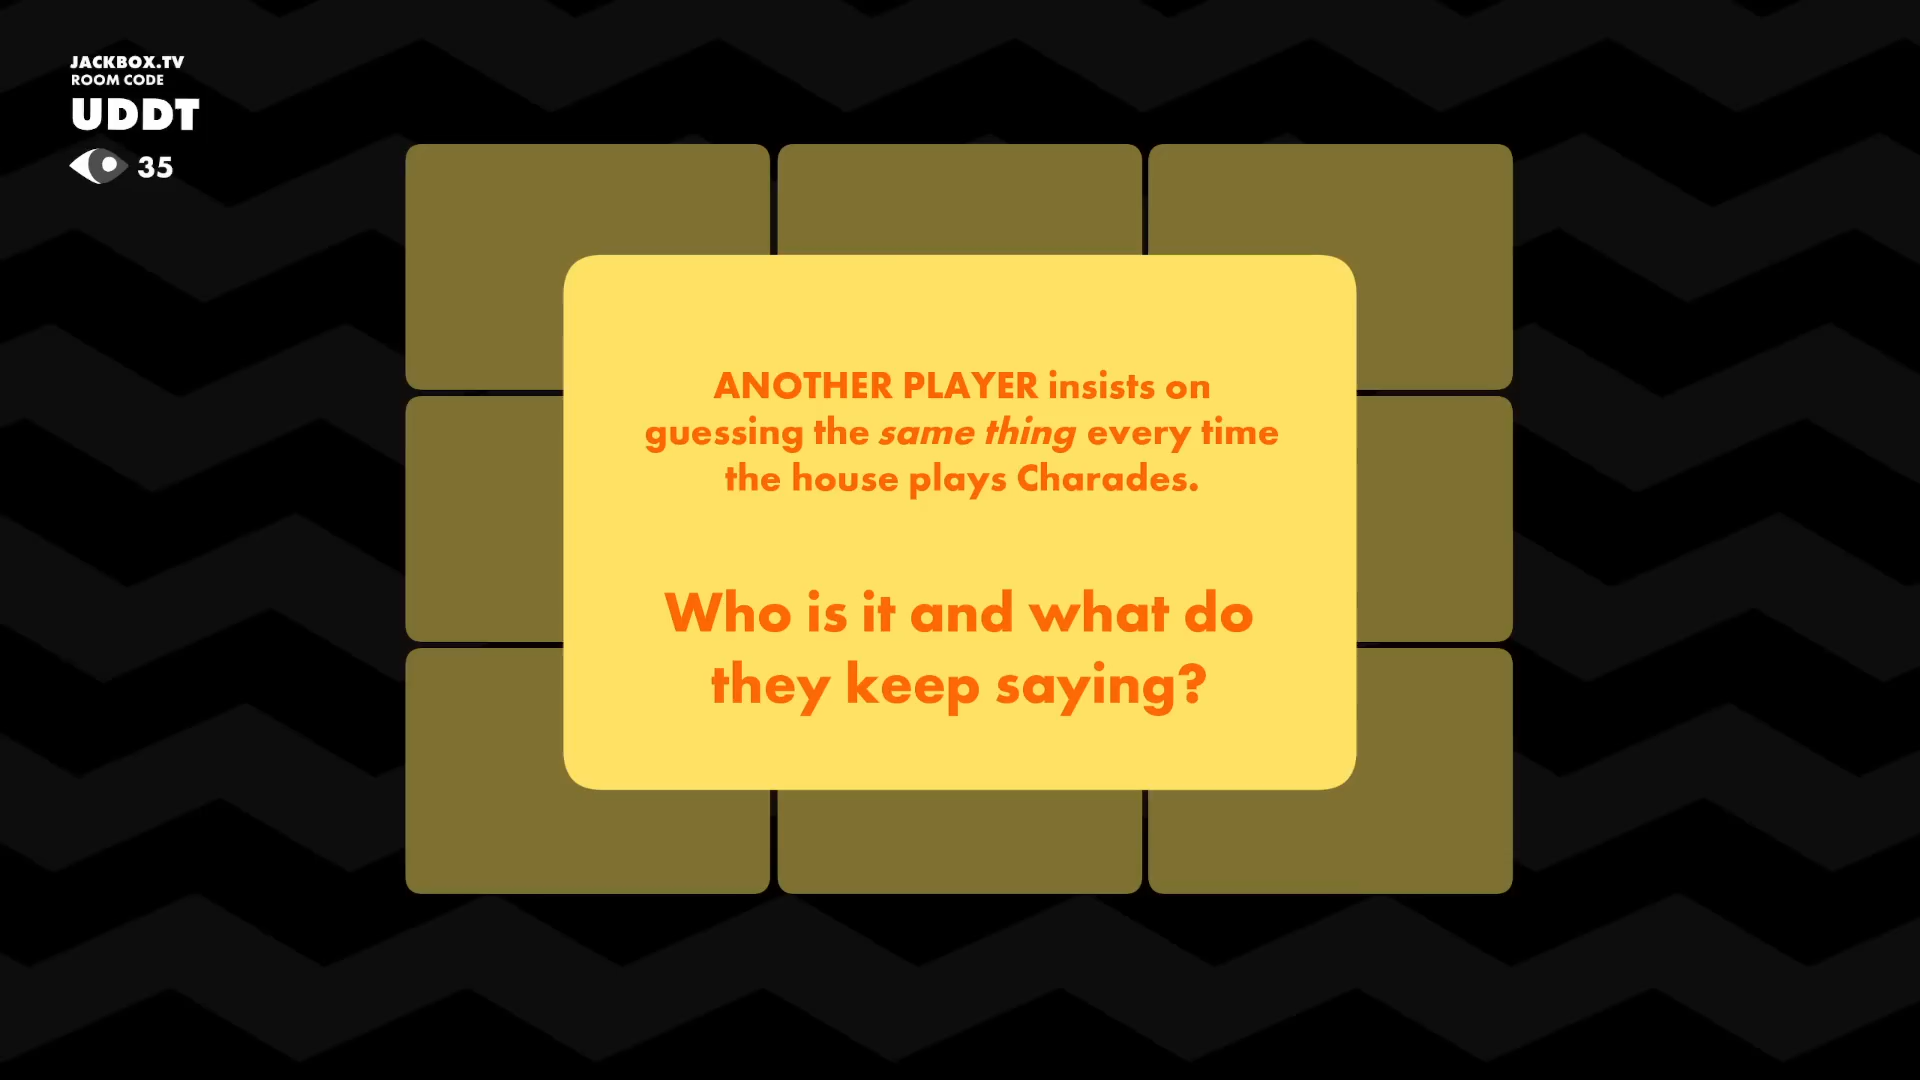 JACKBOX.TV
ROOM CODE
UDDT
35
ANOTHER PLAYER insists on
guessing the same thing every time
the house plays Charades.
Who is it and what do
they keep saying?